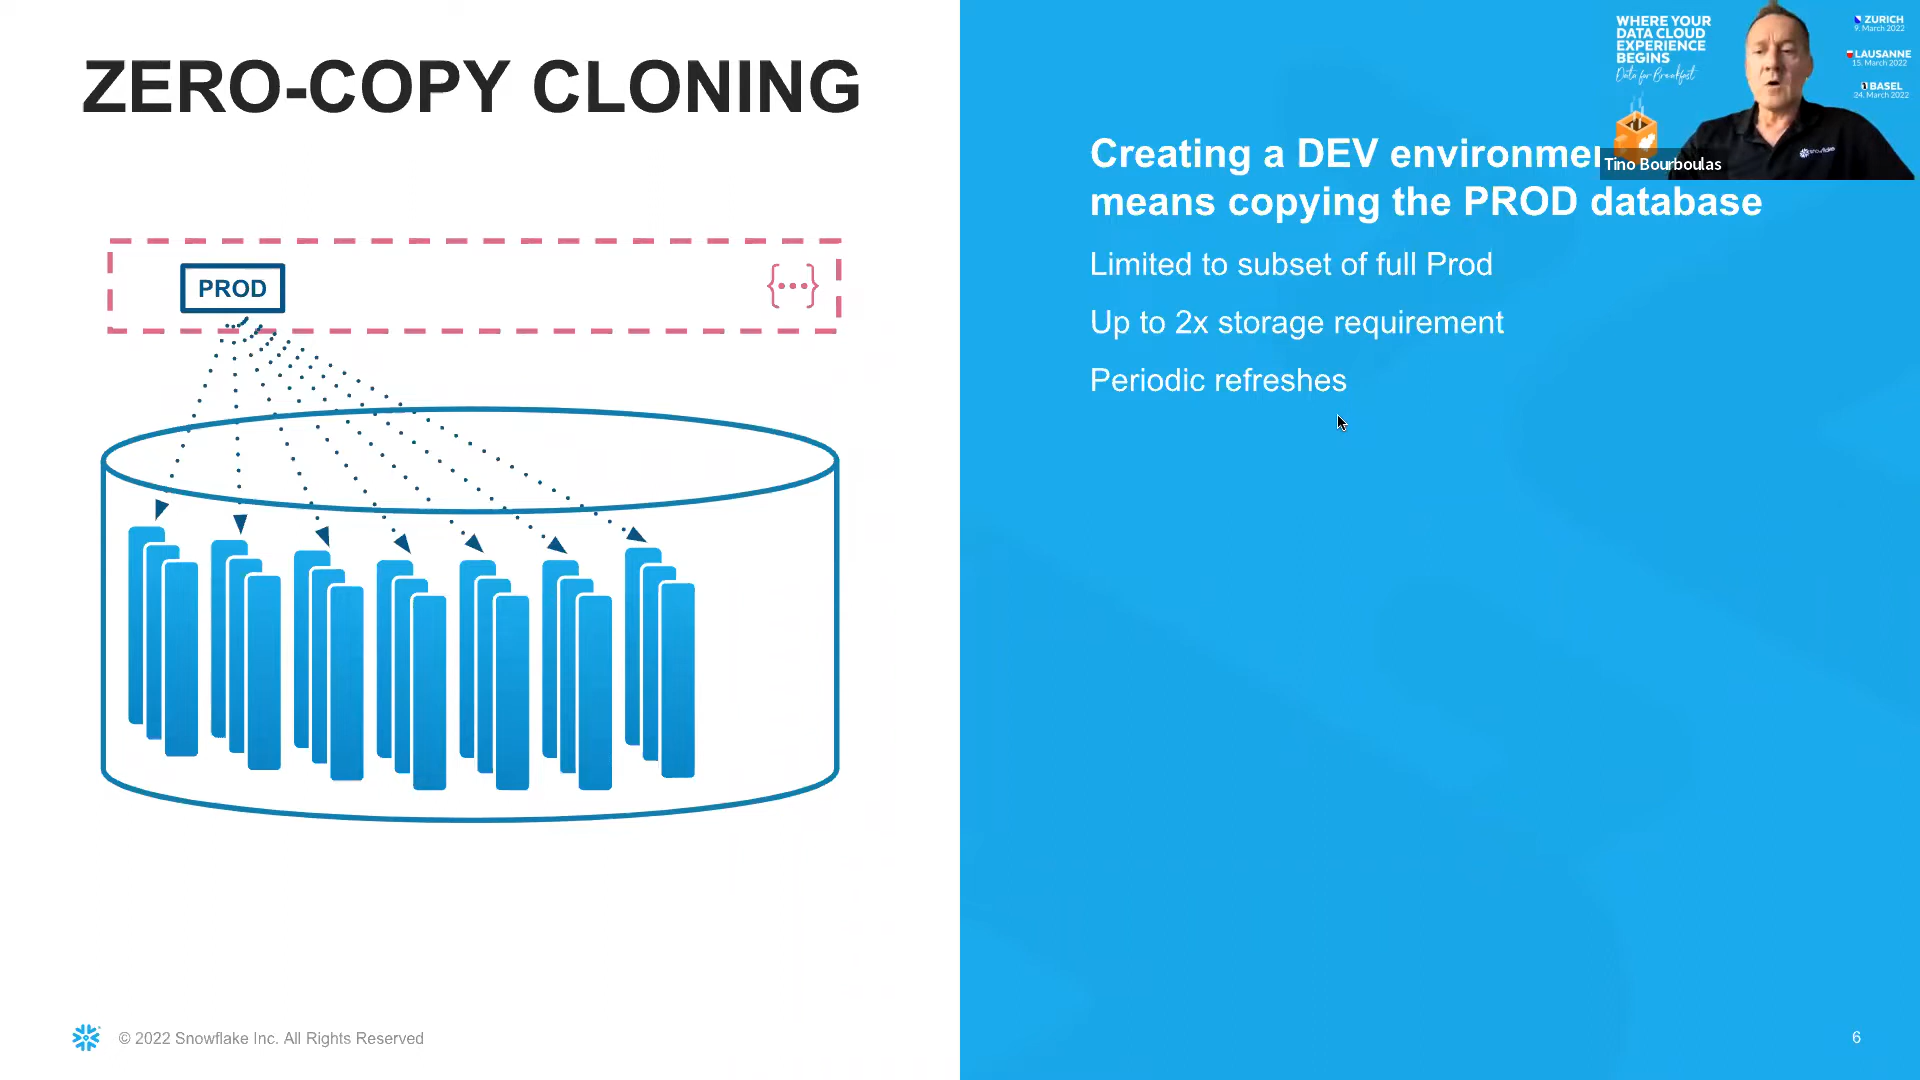 ZERO-COPY CLONING
PROD
{...}
Creating a DEV environmen
means copying the PROD database
Limited to subset of full Prod
Up to 2x storage requirement
Periodic refreshes
WHERE YOUR
DATA CLOUD
EXPERIENCE
BEGINS
Data for Breakfast
ZURICH
9. March 2022
LAUSANNE
15. March 2022
BASEL
24. March 2022
snowflake
Tino Bourboulas
© 2022 Snowflake Inc. All Rights Reserved
6